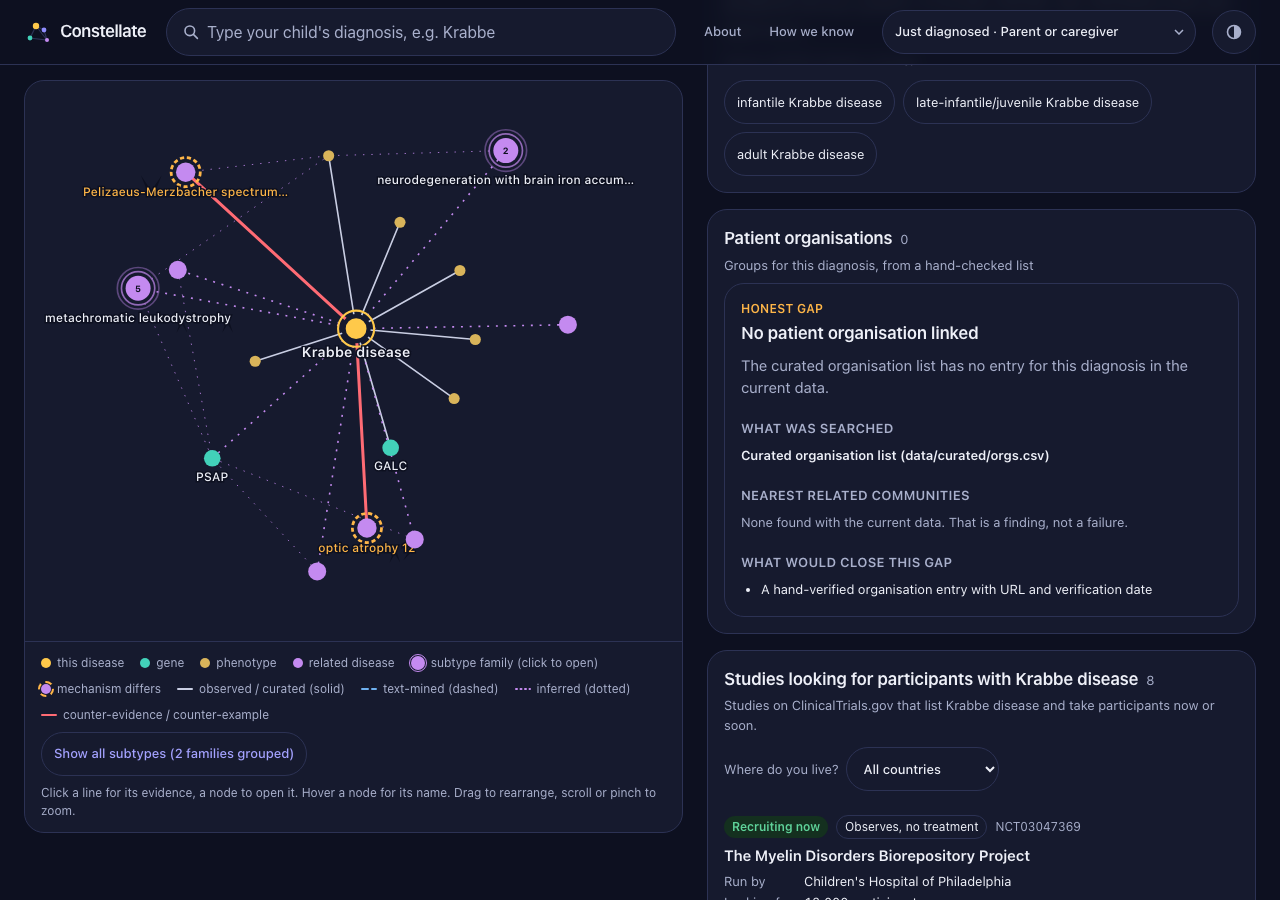 Constellate
Type your child's diagnosis, e.g. Krabbe
About
How we know
Just diagnosed · Parent or caregiver
2
Pelizaeus-Merzbacher spectrum...
neurodegeneration with brain iron accum...
5
metachromatic leukodystrophy
Krabbe disease
GALC
PSAP
optic atrophy 12
this disease
gene
phenotype
related disease
subtype family (click to open)
mechanism differs
observed / curated (solid)
text-mined (dashed)
inferred (dotted)
counter-evidence / counter-example
Show all subtypes (2 families grouped)
Click a line for its evidence, a node to open it. Hover a node for its name. Drag to rearrange, scroll or pinch to
zoom.
infantile Krabbe disease
late-infantile/juvenile Krabbe disease
adult Krabbe disease
Patient organisations 0
Groups for this diagnosis, from a hand-checked list
HONEST GAP
No patient organisation linked
The curated organisation list has no entry for this diagnosis in the
current data.
WHAT WAS SEARCHED
Curated organisation list (data/curated/orgs.csv)
NEAREST RELATED COMMUNITIES
None found with the current data. That is a finding, not a failure.
WHAT WOULD CLOSE THIS GAP
• A hand-verified organisation entry with URL and verification date
Studies looking for participants with Krabbe disease 8
Studies on ClinicalTrials.gov that list Krabbe disease and take participants now or
soon.
Where do you live? All countries
Recruiting now Observes, no treatment NCT03047369
The Myelin Disorders Biorepository Project
Run by Children's Hospital of Philadelphia